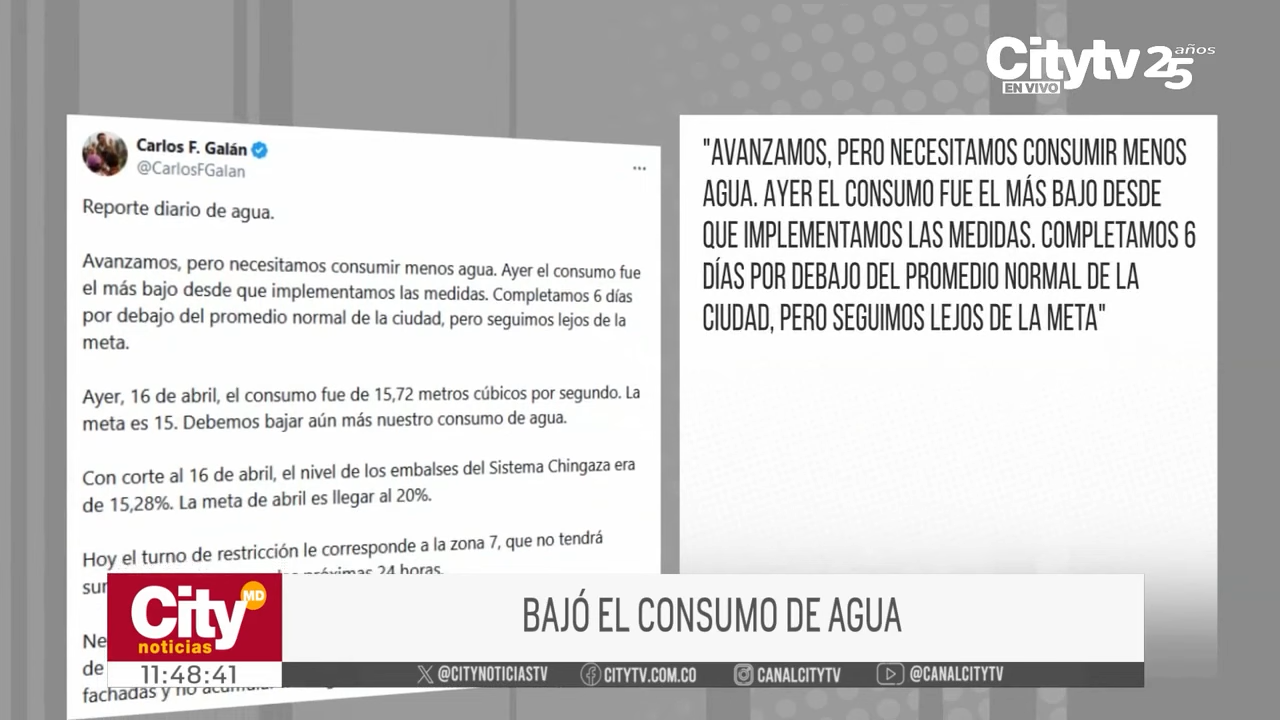 Citytv 25 años
EN VIVO
Carlos F. Galán
@CarlosFGalan
Reporte diario de agua.
Avanzamos, pero necesitamos consumir menos agua. Ayer el consumo fue
el más bajo desde que implementamos las medidas. Completamos 6 días
por debajo del promedio normal de la ciudad, pero seguimos lejos de la
meta.
Ayer, 16 de abril, el consumo fue de 15,72 metros cúbicos por segundo. La
meta es 15. Debemos bajar aún más nuestro consumo de agua.
Con corte al 16 de abril, el nivel de los embalses del Sistema Chingaza era
de 15,28%. La meta de abril es llegar al 20%.
Hoy el turno de restricción le corresponde a la zona 7, que no tendrá
próximas 24 horas.
de
fachadas y no
"AVANZAMOS, PERO NECESITAMOS CONSUMIR MENOS
AGUA. AYER EL CONSUMO FUE EL MÁS BAJO DESDE
QUE IMPLEMENTAMOS LAS MEDIDAS. COMPLETAMOS 6
DÍAS POR DEBAJO DEL PROMEDIO NORMAL DE LA
CIUDAD, PERO SEGUIMOS LEJOS DE LA META"
City MD
noticias
BAJÓ EL CONSUMO DE AGUA
11:48:41
@CITYNOTICIASTV CITYTV.COM.CO CANALCITYTV @CANALCITYTV